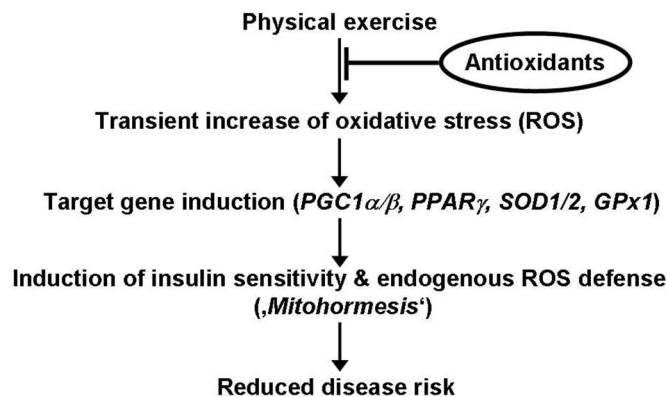 Physical exercise
Antioxidants
Transient increase of oxidative stress (ROS)
Target gene induction (PGC1α/β, PPARγ, SOD1/2, GPx1)
Induction of insulin sensitivity & endogenous ROS defense
(‚Mitohormesis‘)
Reduced disease risk